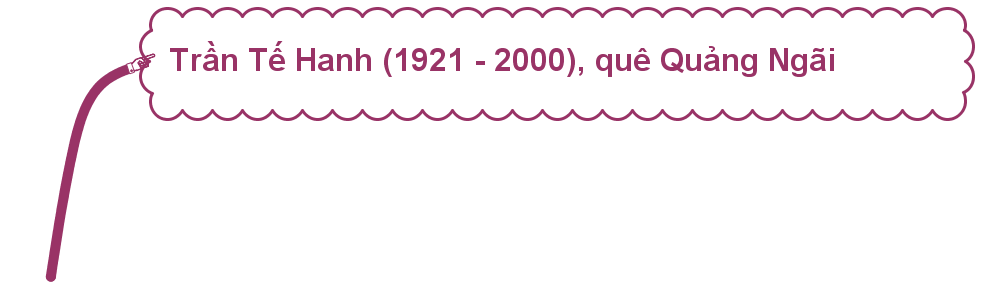 Trần Tế Hanh (1921 - 2000), quê Quảng Ngãi